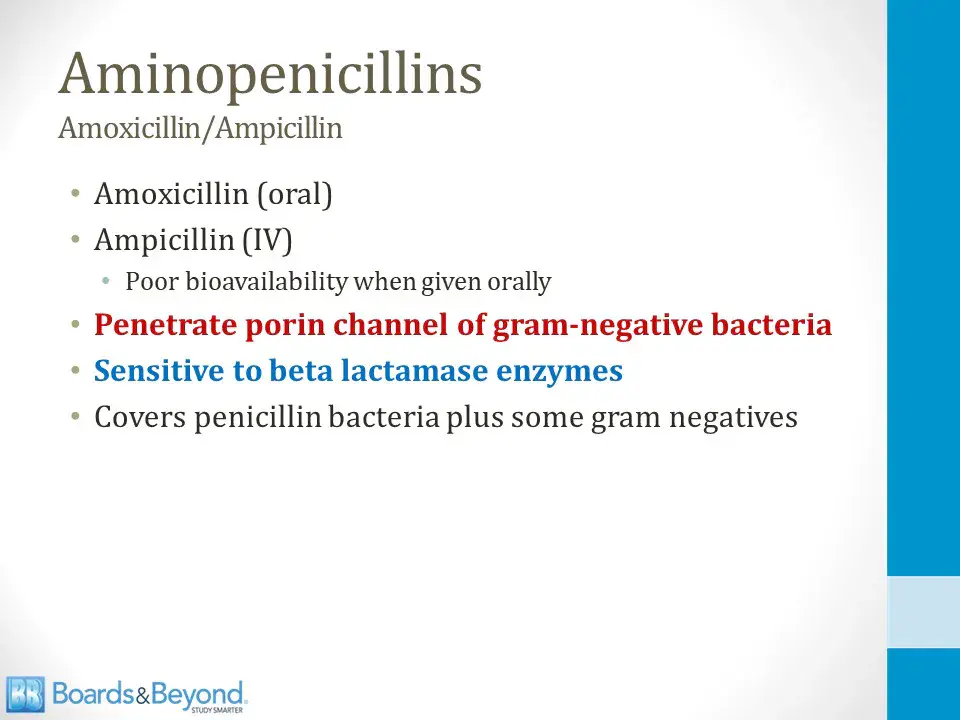 Aminopenicillins
Amoxicillin/Ampicillin
• Amoxicillin (oral)
• Ampicillin (IV)
• Poor bioavailability when given orally
• Penetrate porin channel of gram-negative bacteria
• Sensitive to beta lactamase enzymes
• Covers penicillin bacteria plus some gram negatives
BB Boards&Beyond.
STUDY SMARTER